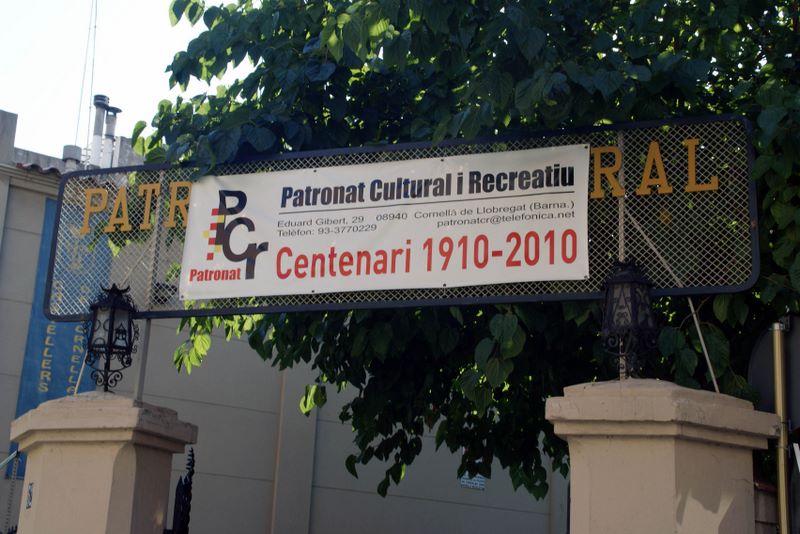 PATR
RAL
PCr
Patronat
Patronat Cultural i Recreatiu
Eduard Gibert, 29 08940 Cornellà de Llobregat (Barna.)
Telèfon: 93-3770229 patronatcr@telefonica.net
Centenari 1910-2010